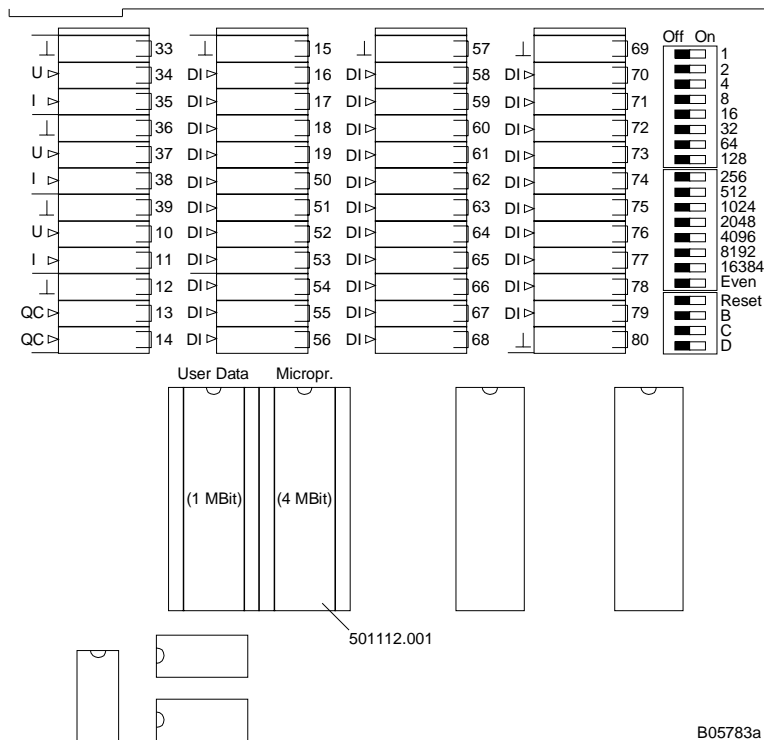 Off On
⊥ 33 ⊥ 15 ⊥ 57 ⊥ 69 1
U 34 DI 16 DI 58 DI 70 2
I 35 DI 17 DI 59 DI 71 4
⊥ 36 DI 18 DI 60 DI 72 8
U 37 DI 19 DI 61 DI 73 16
I 38 DI 50 DI 62 DI 74 32
⊥ 39 DI 51 DI 63 DI 75 64
U 10 DI 52 DI 64 DI 76 128
I 11 DI 53 DI 65 DI 77 256
⊥ 12 DI 54 DI 66 DI 78 512
QC 13 DI 55 DI 67 DI 79 1024
QC 14 DI 56 DI 68 ⊥ 80 2048
4096
8192
16384
Even
Reset
B
C
D
User Data Micropr.
(1 MBit) (4 MBit)
501112.001
B05783a